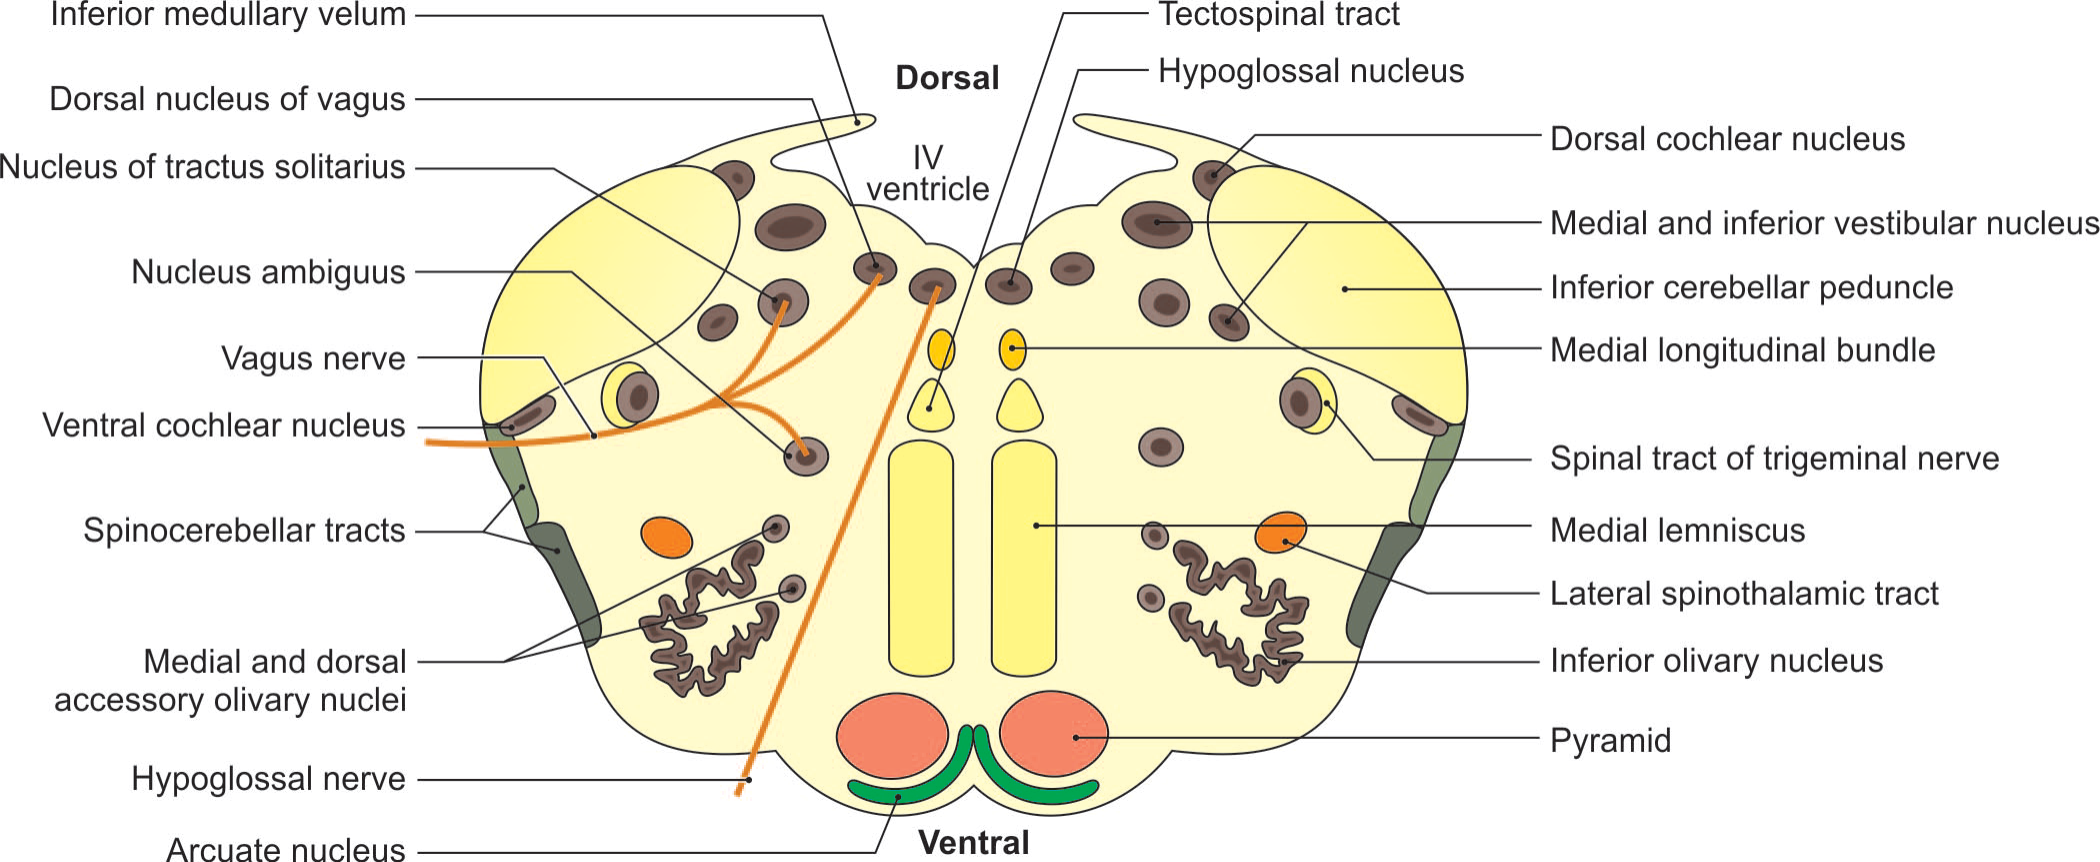 Inferior medullary velum
Dorsal nucleus of vagus
Nucleus of tractus solitarius
Nucleus ambiguus
Vagus nerve
Ventral cochlear nucleus
Spinocerebellar tracts
Medial and dorsal
accessory olivary nuclei
Hypoglossal nerve
Arcuate nucleus
Dorsal
IV
ventricle
Ventral
Tectospinal tract
Hypoglossal nucleus
Dorsal cochlear nucleus
Medial and inferior vestibular nucleus
Inferior cerebellar peduncle
Medial longitudinal bundle
Spinal tract of trigeminal nerve
Medial lemniscus
Lateral spinothalamic tract
Inferior olivary nucleus
Pyramid